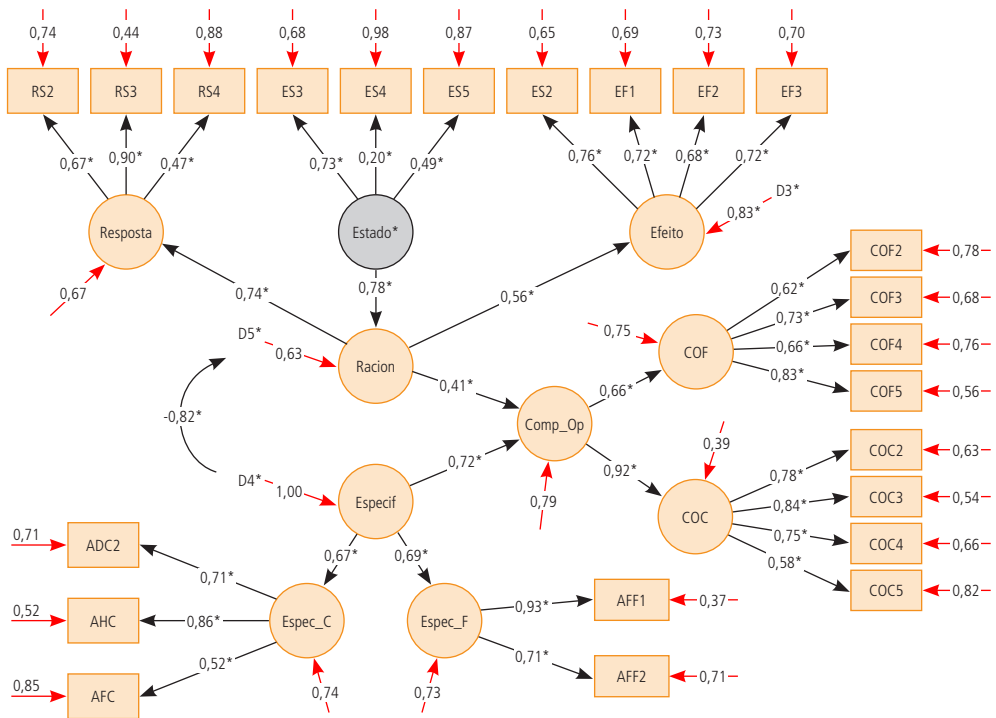 0,74 0,44 0,88 0,68 0,98 0,87 0,65 0,69 0,73 0,70
RS2 RS3 RS4 ES3 ES4 ES5 ES2 EF1 EF2 EF3
0,67* 0,90* 0,47* 0,73* 0,20* 0,49* 0,76* 0,72* 0,68* 0,72*
D3*
0,83*
Resposta Estado* Efeito
COF2 0,78
0,67 0,74* 0,78* 0,56* 0,62*
COF3 0,68
0,73*
D5* 0,63 0,75
COF4 0,76
0,66*
Racion COF
0,83*
COF5 0,56
0,41* 0,66*
-0,82* Comp_Op
0,39
COC2 0,63
0,72* 0,92* 0,78*
D4* 1,00
COC3 0,54
0,84*
Especif 0,79 COC
0,75*
COC4 0,66
0,71 ADC2
0,67* 0,69* 0,58*
COC5 0,82
0,71*
AFF1 0,37
0,93*
0,52 AHC 0,86* Espec_C Espec_F
0,52* 0,71*
AFF2 0,71
0,85 AFC
0,74 0,73